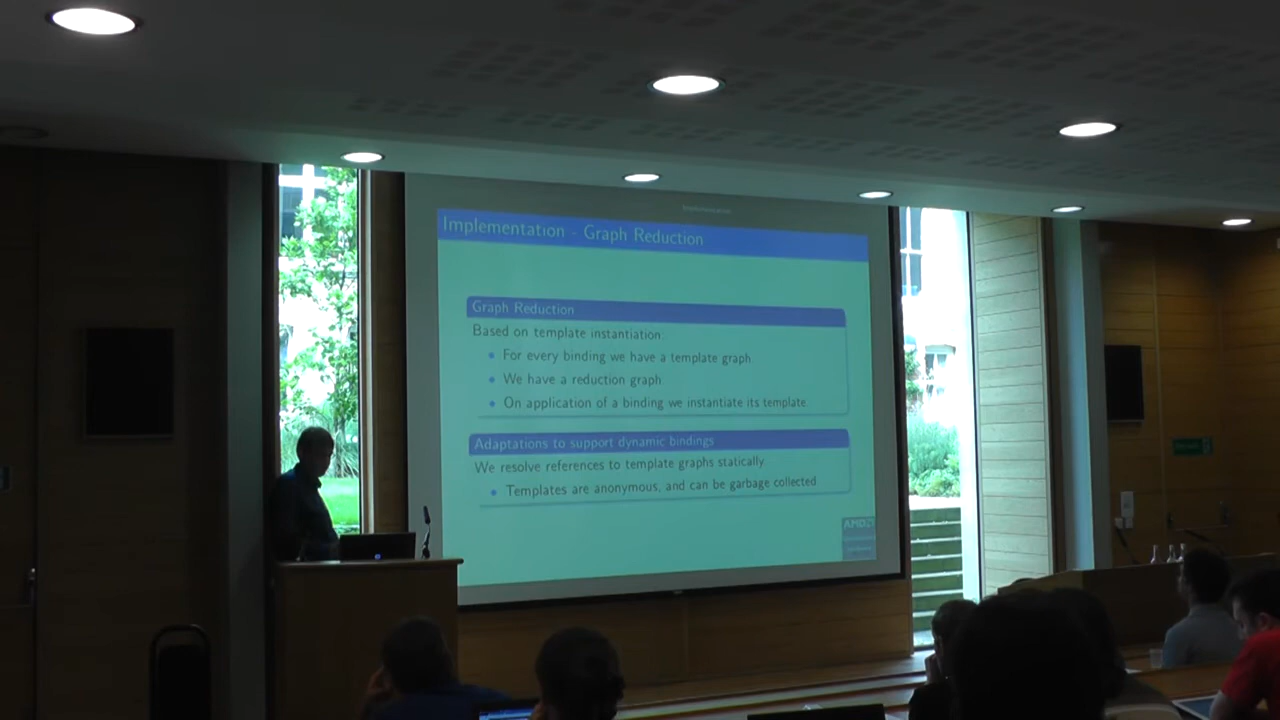 Implementation - Graph Reduction
Graph Reduction
Based on template instantiation:
For every binding we have a template graph
We have a reduction graph
On application of a binding we instantiate its template.
Adaptations to support dynamic bindings
We resolve references to template graphs statically
Templates are anonymous, and can be garbage collected